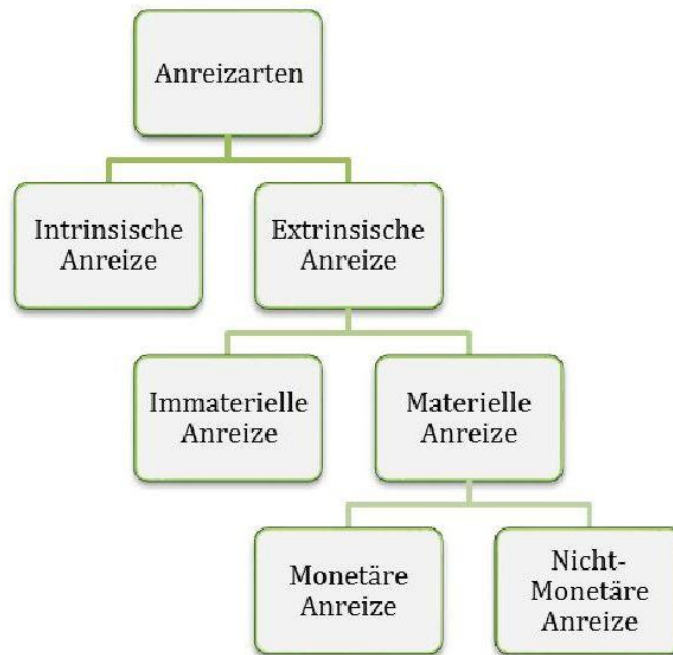 Anreizarten
Intrinsische
Anreize
Extrinsische
Anreize
Immaterielle
Anreize
Materielle
Anreize
Monetäre
Anreize
Nicht-
Monetäre
Anreize